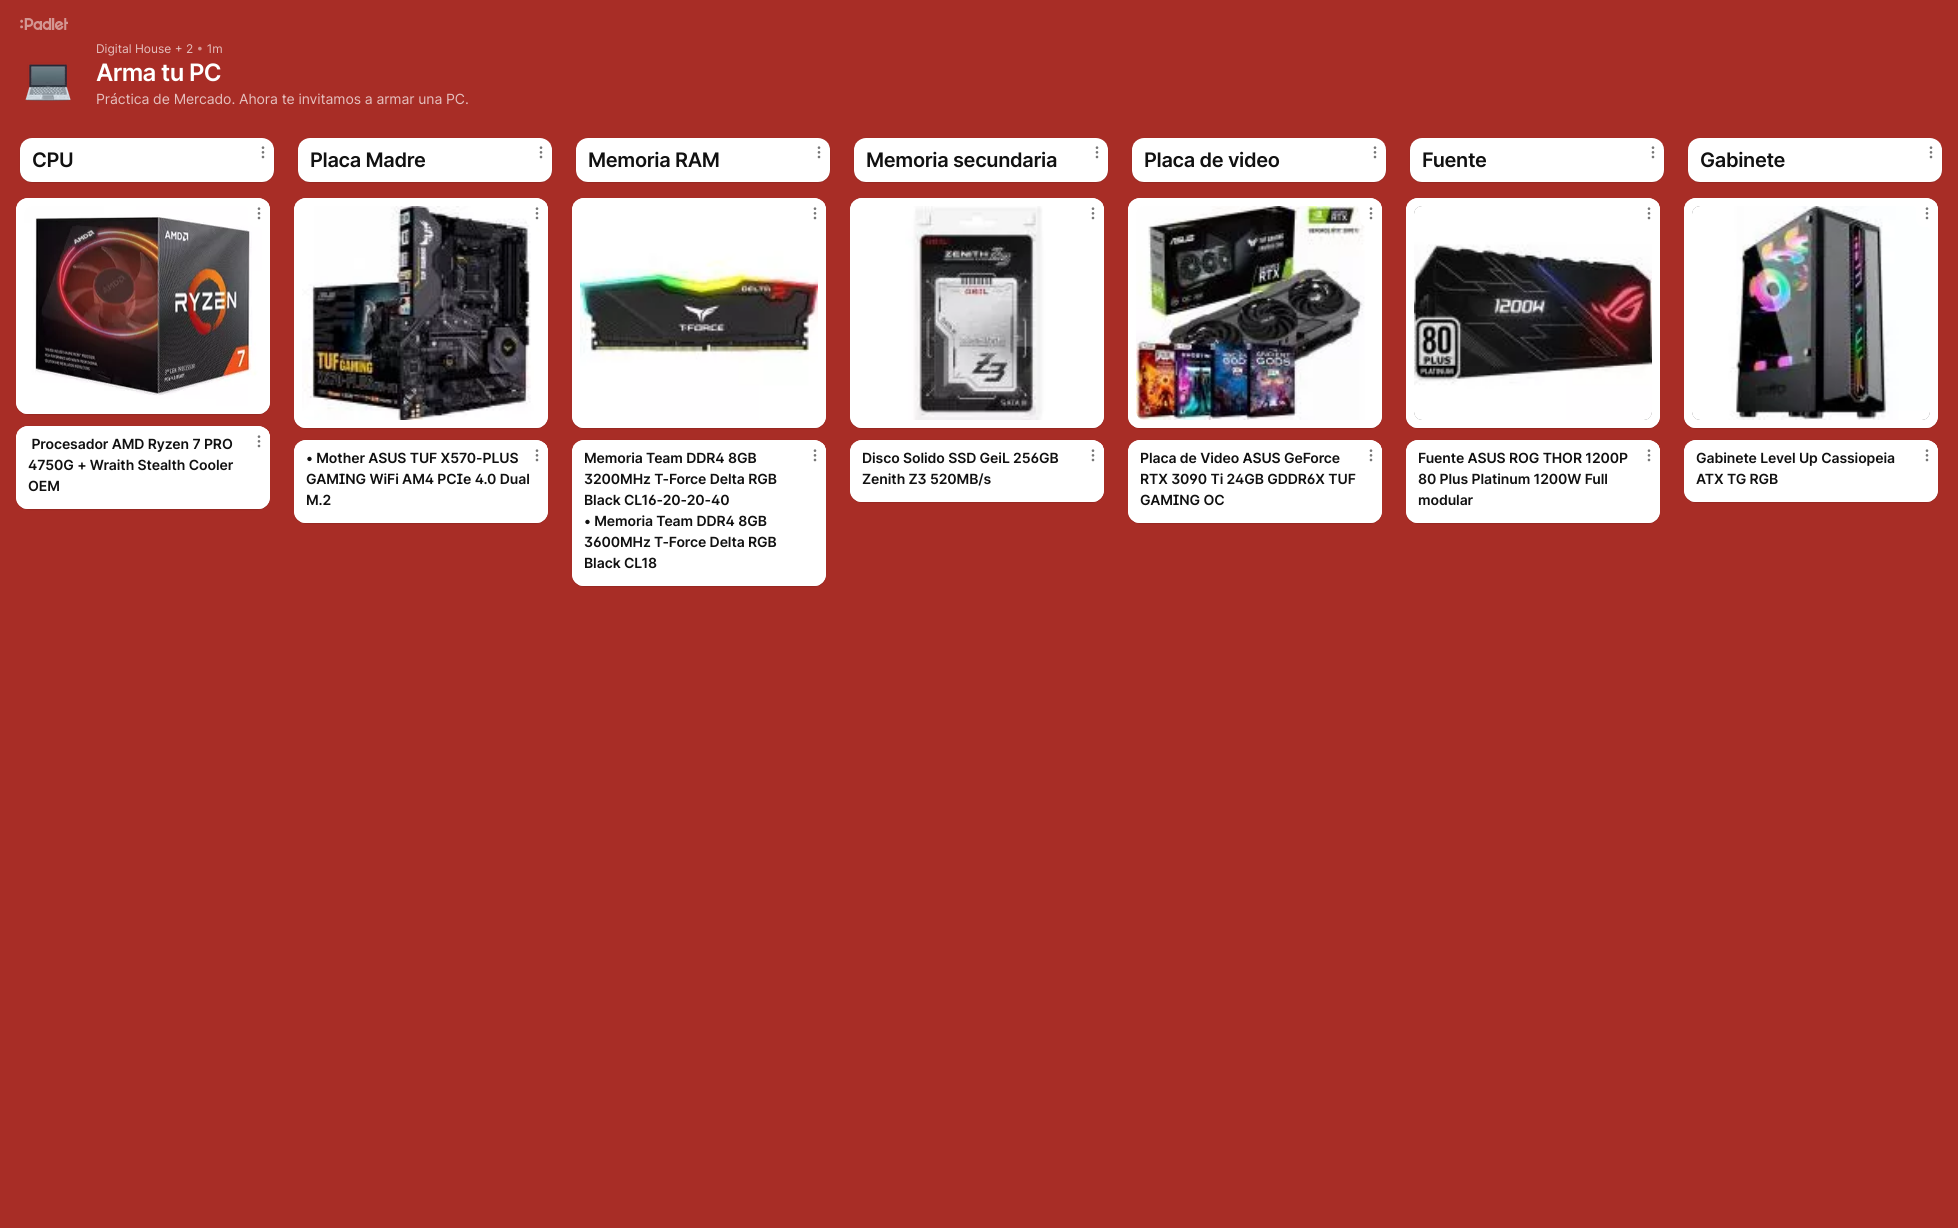 :Padlet
Digital House + 2 • 1m
Arma tu PC
Práctica de Mercado. Ahora te invitamos a armar una PC.
CPU
AMD
AMD
RYZEN
7
Procesador AMD Ryzen 7 PRO
4750G + Wraith Stealth Cooler
OEM
Placa Madre
TUF GAMING
• Mother ASUS TUF X570-PLUS
GAMING WiFi AM4 PCIe 4.0 Dual
M.2
Memoria RAM
DELTA
T-FORCE
Memoria Team DDR4 8GB
3200MHz T-Force Delta RGB
Black CL16-20-20-40
• Memoria Team DDR4 8GB
3600MHz T-Force Delta RGB
Black CL18
Memoria secundaria
GEIL
ZENITH Z3
GEIL
Z3
SATA III
Disco Solido SSD GeiL 256GB
Zenith Z3 520MB/s
Placa de video
ASUS
RTX
RTX
Placa de Video ASUS GeForce
RTX 3090 Ti 24GB GDDR6X TUF
GAMING OC
Fuente
1200W
80
PLUS
PLATINUM
Fuente ASUS ROG THOR 1200P
80 Plus Platinum 1200W Full
modular
Gabinete
Gabinete Level Up Cassiopeia
ATX TG RGB